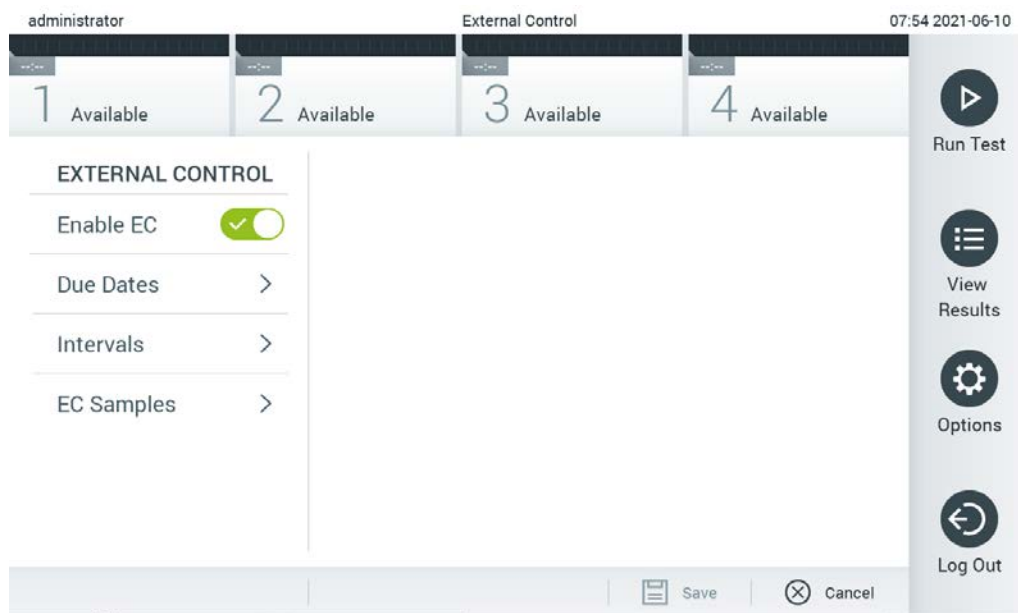 administrator
External Control
07:54 2021-06-10
--:--
1 Available
--:--
2 Available
--:--
3 Available
--:--
4 Available
Run Test
View
Results
Options
Log Out
EXTERNAL CONTROL
Enable EC
Due Dates
Intervals
EC Samples
Save
Cancel